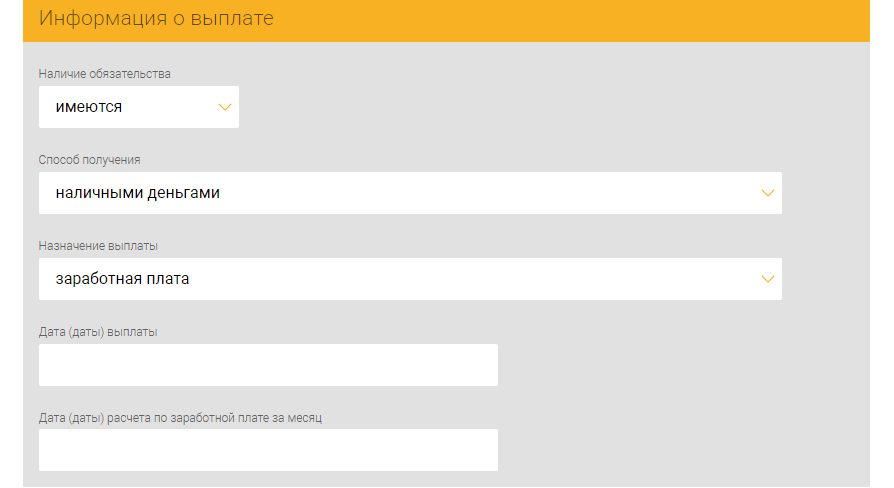 Информация о выплате
Наличие обязательства
имеются
Способ получения
наличными деньгами
Назначение выплаты
заработная плата
Дата (даты) выплаты
Дата (даты) расчета по заработной плате за месяц